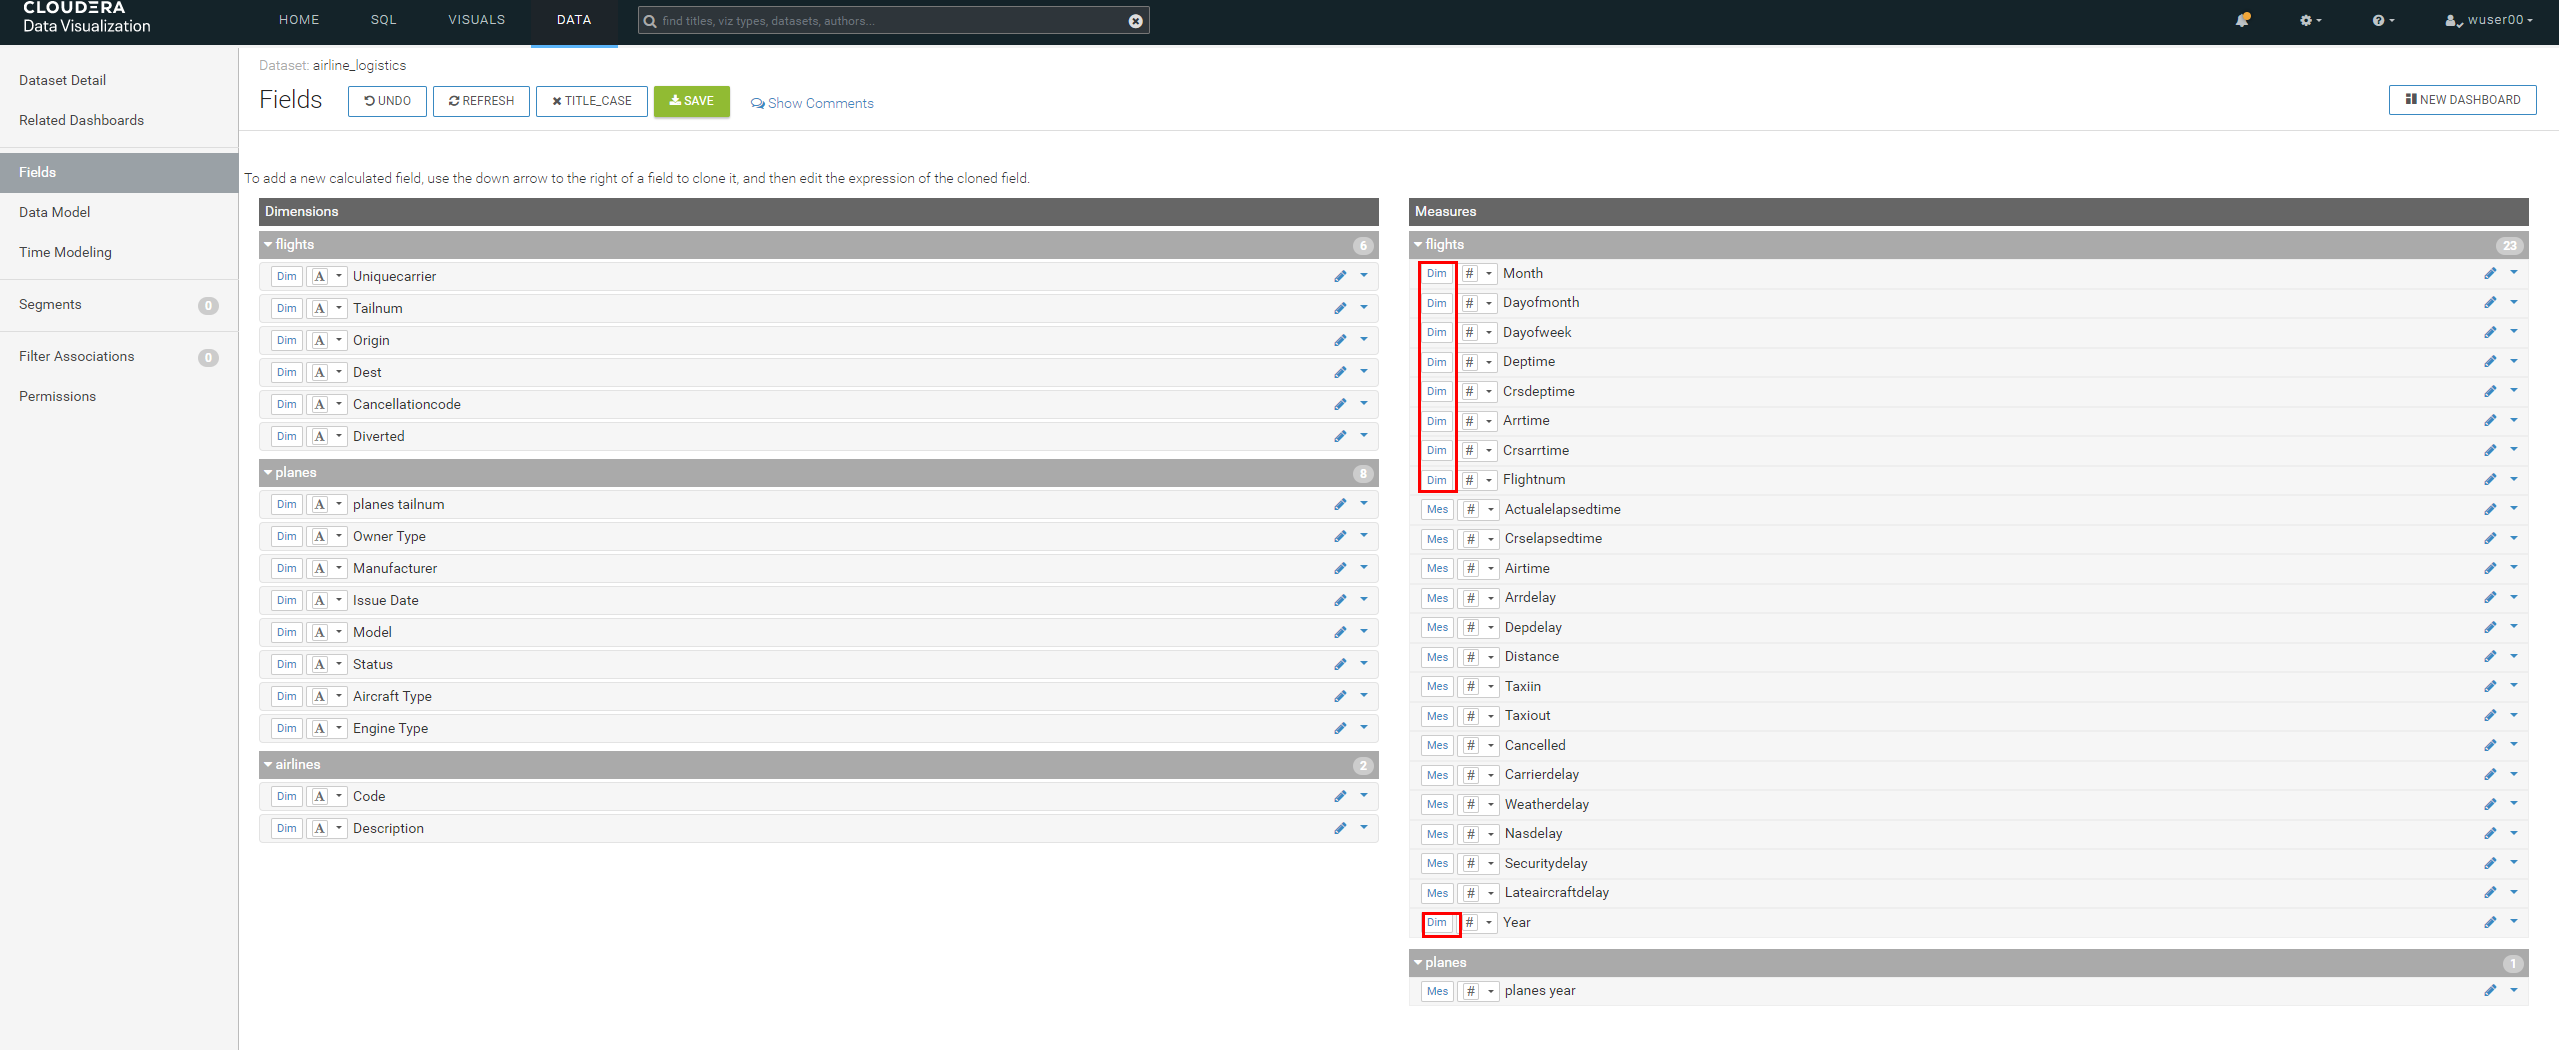 CLOUDERA
Data Visualization
HOME
SQL
VISUALS
DATA
find titles, viz types, datasets, authors...
wuser00
Dataset Detail
Related Dashboards
Fields
Data Model
Time Modeling
Segments 0
Filter Associations 0
Permissions
Dataset: airline_logistics
Fields
UNDO
REFRESH
TITLE_CASE
SAVE
Show Comments
NEW DASHBOARD
To add a new calculated field, use the down arrow to the right of a field to clone it, and then edit the expression of the cloned field.
Dimensions
flights 6
Dim A Uniquecarrier
Dim A Tailnum
Dim A Origin
Dim A Dest
Dim A Cancellationcode
Dim A Diverted
planes 8
Dim A planes tailnum
Dim A Owner Type
Dim A Manufacturer
Dim A Issue Date
Dim A Model
Dim A Status
Dim A Aircraft Type
Dim A Engine Type
airlines 2
Dim A Code
Dim A Description
Measures
flights 23
Dim # Month
Dim # Dayofmonth
Dim # Dayofweek
Dim # Deptime
Dim # Crsdeptime
Dim # Arrtime
Dim # Crsarrtime
Dim # Flightnum
Mes # Actualelapsedtime
Mes # Crselapsedtime
Mes # Airtime
Mes # Arrdelay
Mes # Depdelay
Mes # Distance
Mes # Taxiin
Mes # Taxiout
Mes # Cancelled
Mes # Carrierdelay
Mes # Weatherdelay
Mes # Nasdelay
Mes # Securitydelay
Mes # Lateaircraftdelay
Dim # Year
planes 1
Mes # planes year